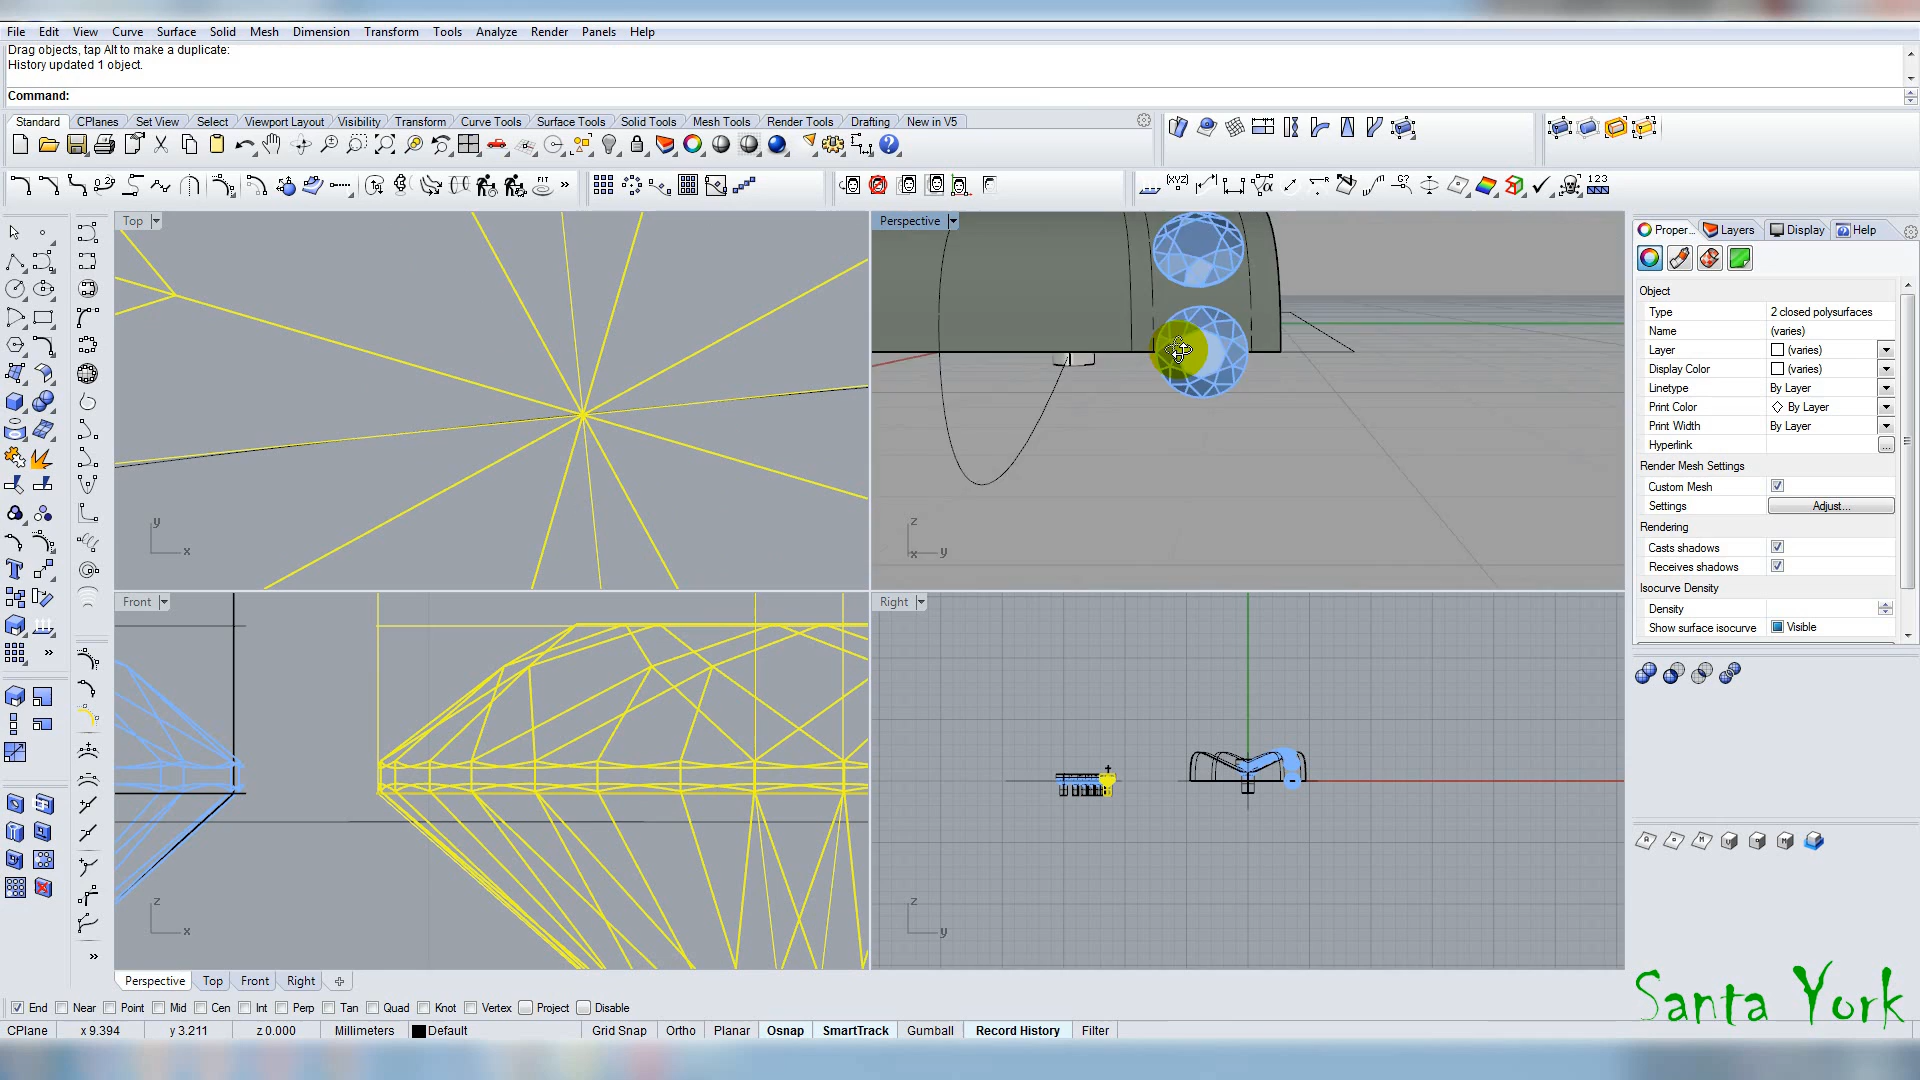 File Edit View Curve Surface Solid Mesh Dimension Transform Tools Analyze Render Panels Help
Drag objects, tap Alt to make a duplicate:
History updated 1 object.
Command:
Standard CPlanes Set View Select Viewport Layout Visibility Transform Curve Tools Surface Tools Solid Tools Mesh Tools Render Tools Drafting New in V5
Top
Perspective
Front
Right
Proper... Layers Display Help
Object
Type 2 closed polysurfaces
Name (varies)
Layer (varies)
Display Color (varies)
Linetype By Layer
Print Color By Layer
Print Width By Layer
Hyperlink ...
Render Mesh Settings
Custom Mesh
Settings Adjust...
Rendering
Casts shadows
Receives shadows
Isocurve Density
Density
Show surface isocurve Visible
y x
z x y
z x
z y
Perspective Top Front Right
End Near Point Mid Cen Int Perp Tan Quad Knot Vertex Project Disable
CPlane x 9.394 y 3.211 z 0.000 Millimeters Default Grid Snap Ortho Planar Osnap SmartTrack Gumball Record History Filter
Santa York